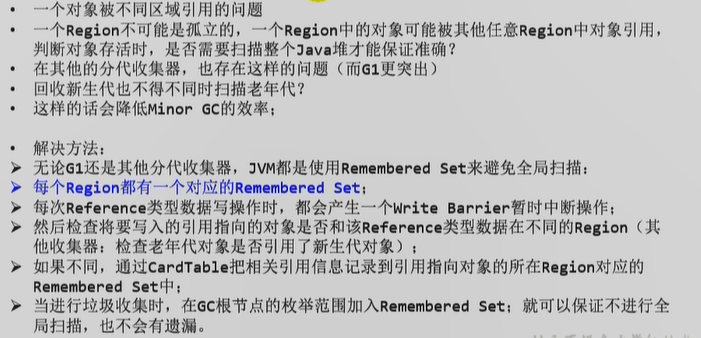 • 一个对象被不同区域引用的问题
• 一个Region不可能是孤立的，一个Region中的对象可能被其他任意Region中对象引用，
判断对象存活时，是否需要扫描整个Java堆才能保证准确？
• 在其他的分代收集器，也存在这样的问题（而G1更突出）
• 回收新生代也不得不同时扫描老年代？
• 这样的话会降低Minor GC的效率；
• 解决方法：
➢ 无论G1还是其他分代收集器，JVM都是使用Remembered Set来避免全局扫描：
➢ 每个Region都有一个对应的Remembered Set；
➢ 每次Reference类型数据写操作时，都会产生一个Write Barrier暂时中断操作；
➢ 然后检查将要写入的引用指向的对象是否和该Reference类型数据在不同的Region（其
他收集器：检查老年代对象是否引用了新生代对象）；
➢ 如果不同，通过CardTable把相关引用信息记录到引用指向对象的所在Region对应的
Remembered Set中；
➢ 当进行垃圾收集时，在GC根节点的枚举范围加入Remembered Set；就可以保证不进行全
局扫描，也不会有遗漏。